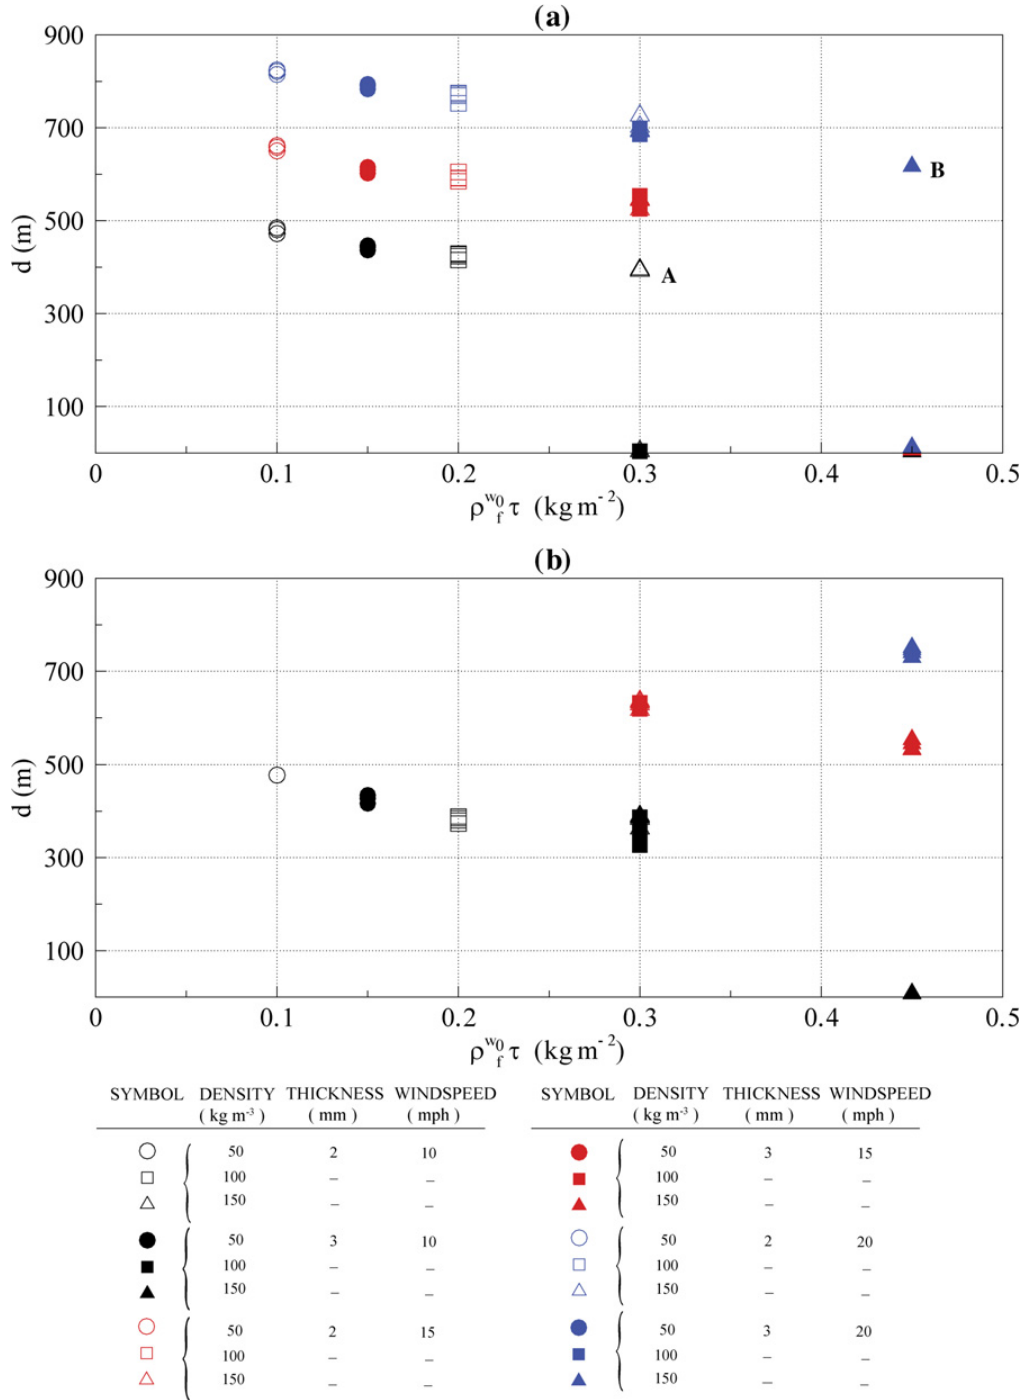 (a)
900
700
500
300
100
d (m)
A
B
0 0.1 0.2 0.3 0.4 0.5
ρ_f^{w_0} τ (kg m⁻²)
(b)
900
700
500
300
100
d (m)
0 0.1 0.2 0.3 0.4 0.5
ρ_f^{w_0} τ (kg m⁻²)
SYMBOL DENSITY THICKNESS WINDSPEED
( kg m⁻³ ) ( mm ) ( mph )
50 2 10
100 – –
150 – –
50 3 10
100 – –
150 – –
50 2 15
100 – –
150 – –
SYMBOL DENSITY THICKNESS WINDSPEED
( kg m⁻³ ) ( mm ) ( mph )
50 3 15
100 – –
150 – –
50 2 20
100 – –
150 – –
50 3 20
100 – –
150 – –